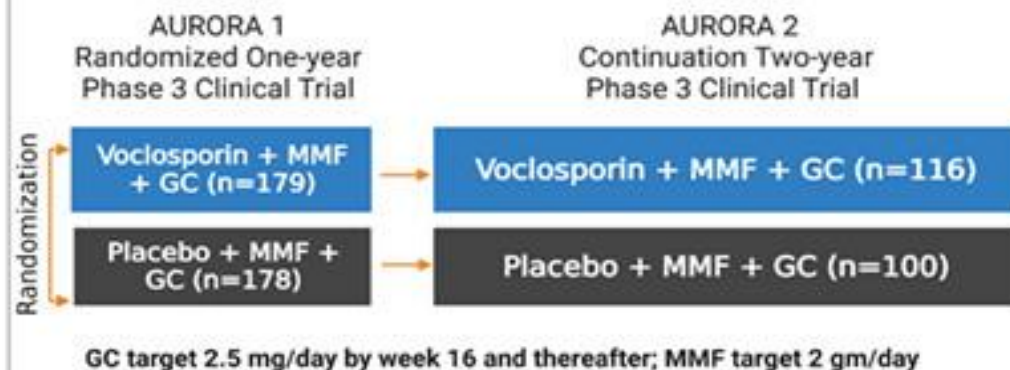 AURORA 1
Randomized One-year
Phase 3 Clinical Trial
AURORA 2
Continuation Two-year
Phase 3 Clinical Trial
Randomization
Voclosporin + MMF
+ GC (n=179)
Voclosporin + MMF + GC (n=116)
Placebo + MMF +
GC (n=178)
Placebo + MMF + GC (n=100)
GC target 2.5 mg/day by week 16 and thereafter; MMF target 2 gm/day